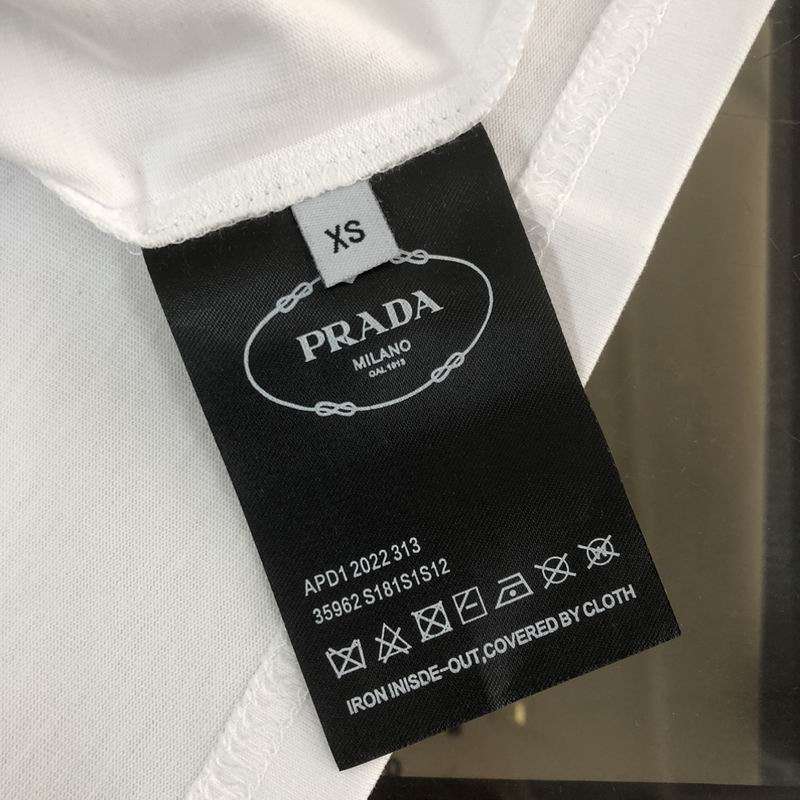 XS
PRADA
MILANO
DAL 1913
APD1 2022 313
35962 S181S1S12
IRON INISDE-OUT,COVERED BY CLOTH